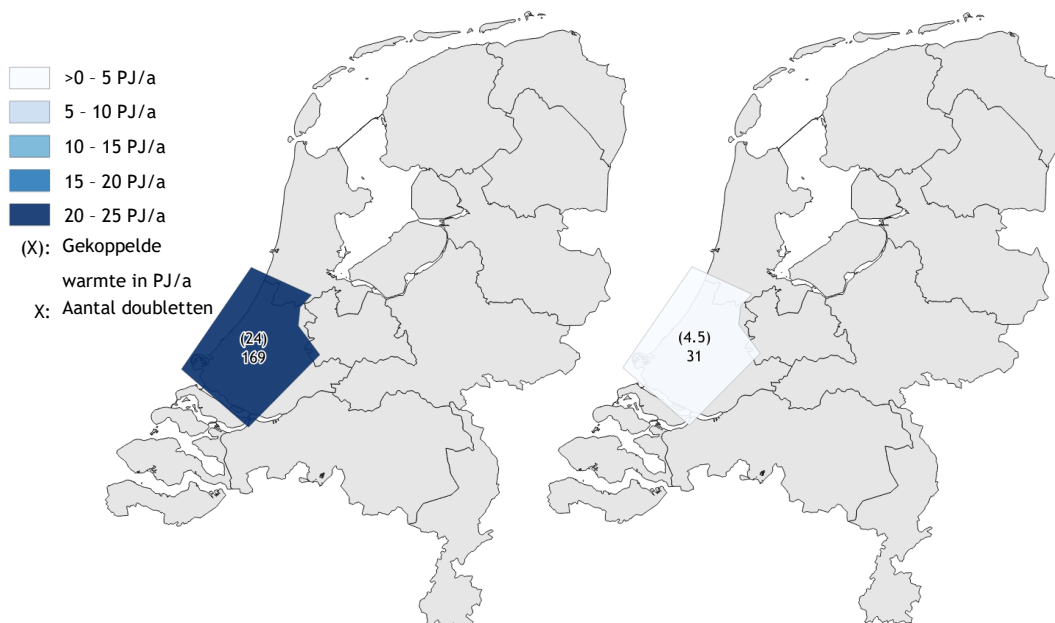 >0 - 5 PJ/a
5 - 10 PJ/a
10 - 15 PJ/a
15 - 20 PJ/a
20 - 25 PJ/a
(X): Gekoppelde
warmte in PJ/a
X: Aantal doubletten
(24)
169
(4.5)
31